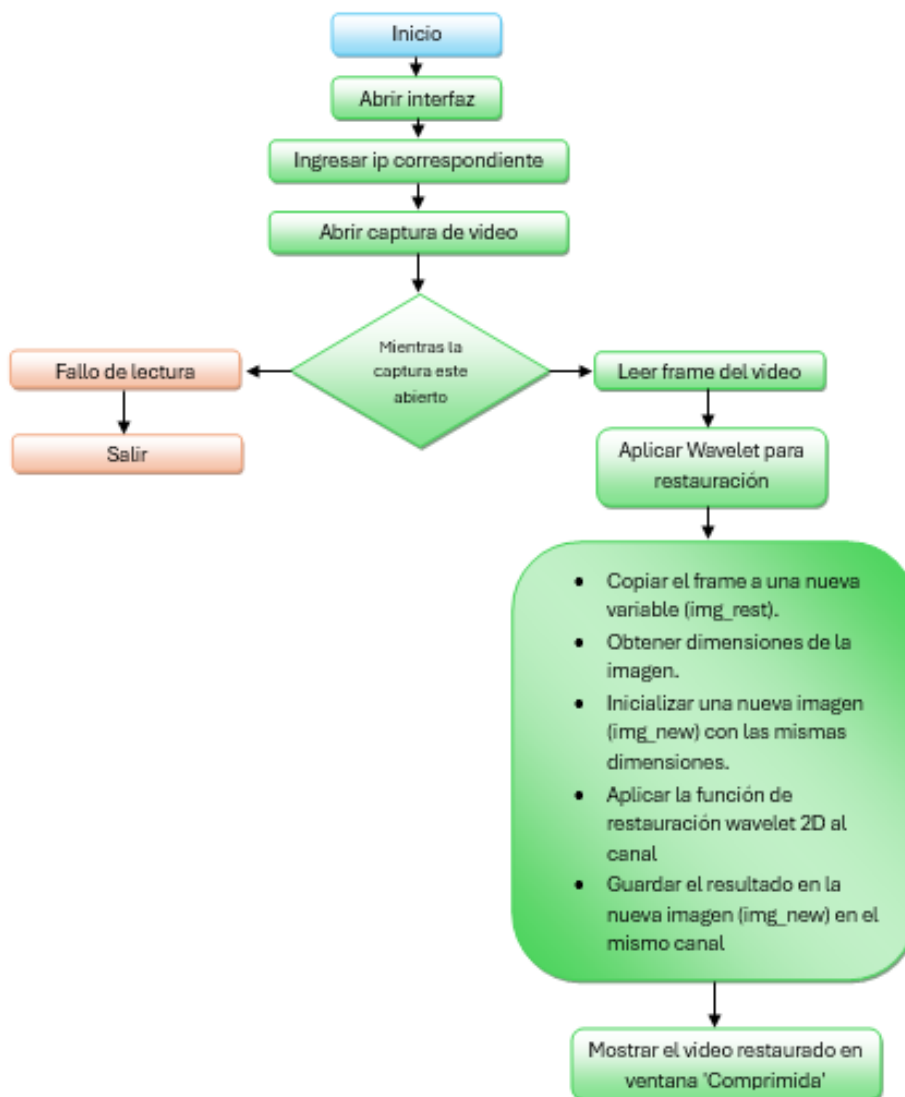 Inicio
Abrir interfaz
Ingresar ip correspondiente
Abrir captura de video
Mientras la
captura este
abierto
Fallo de lectura
Salir
Leer frame del video
Aplicar Wavelet para
restauración
• Copiar el frame a una nueva
variable (img_rest).
• Obtener dimensiones de la
imagen.
• Inicializar una nueva imagen
(img_new) con las mismas
dimensiones.
• Aplicar la función de
restauración wavelet 2D al
canal
• Guardar el resultado en la
nueva imagen (img_new) en el
mismo canal
Mostrar el video restaurado en
ventana 'Comprimida'